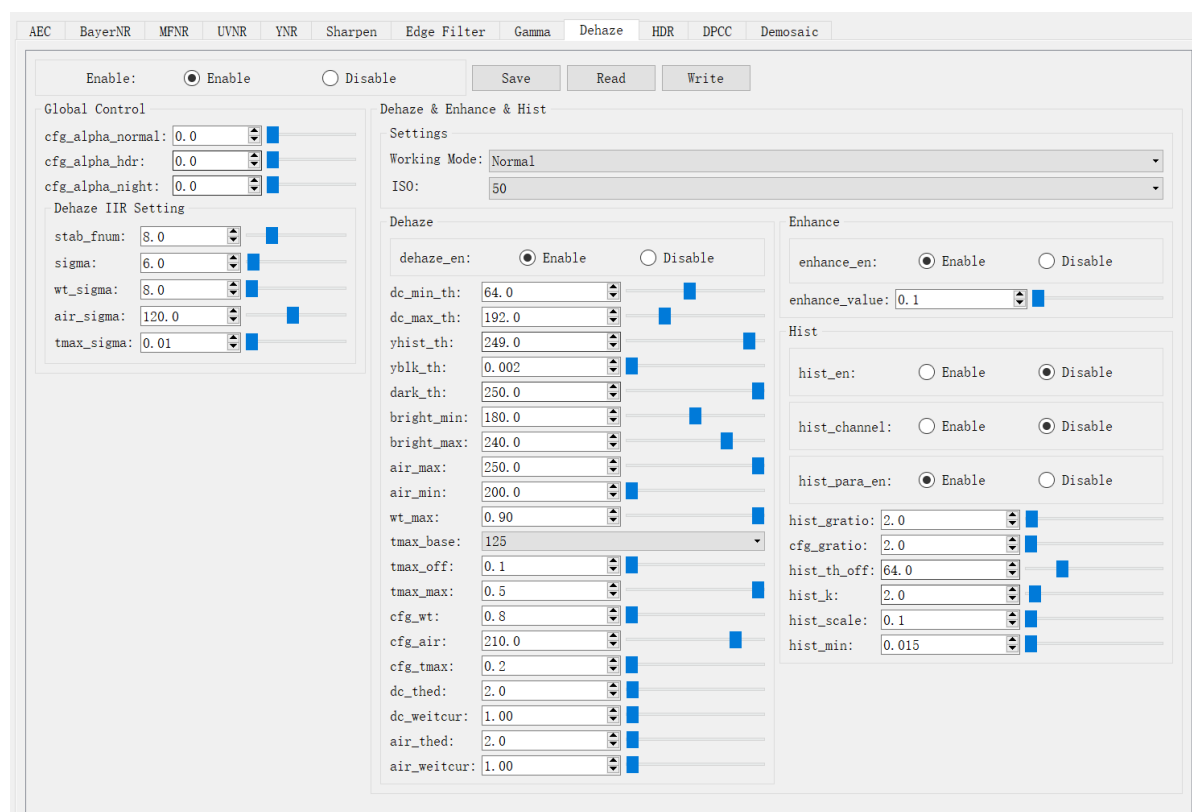 AEC BayerNR MFNR UVNR YNR Sharpen Edge Filter Gamma Dehaze HDR DPCC Demosaic
Enable: Enable Disable Save Read Write
Global Control
cfg_alpha_normal: 0.0
cfg_alpha_hdr: 0.0
cfg_alpha_night: 0.0
Dehaze IIR Setting
stab_fnum: 8.0
sigma: 6.0
wt_sigma: 8.0
air_sigma: 120.0
tmax_sigma: 0.01
Dehaze & Enhance & Hist
Settings
Working Mode: Normal
ISO: 50
Dehaze
dehaze_en: Enable Disable
dc_min_th: 64.0
dc_max_th: 192.0
yhist_th: 249.0
yblk_th: 0.002
dark_th: 250.0
bright_min: 180.0
bright_max: 240.0
air_max: 250.0
air_min: 200.0
wt_max: 0.90
tmax_base: 125
tmax_off: 0.1
tmax_max: 0.5
cfg_wt: 0.8
cfg_air: 210.0
cfg_tmax: 0.2
dc_thed: 2.0
dc_weitcur: 1.00
air_thed: 2.0
air_weitcur: 1.00
Enhance
enhance_en: Enable Disable
enhance_value: 0.1
Hist
hist_en: Enable Disable
hist_channel: Enable Disable
hist_para_en: Enable Disable
hist_gratio: 2.0
cfg_gratio: 2.0
hist_th_off: 64.0
hist_k: 2.0
hist_scale: 0.1
hist_min: 0.015